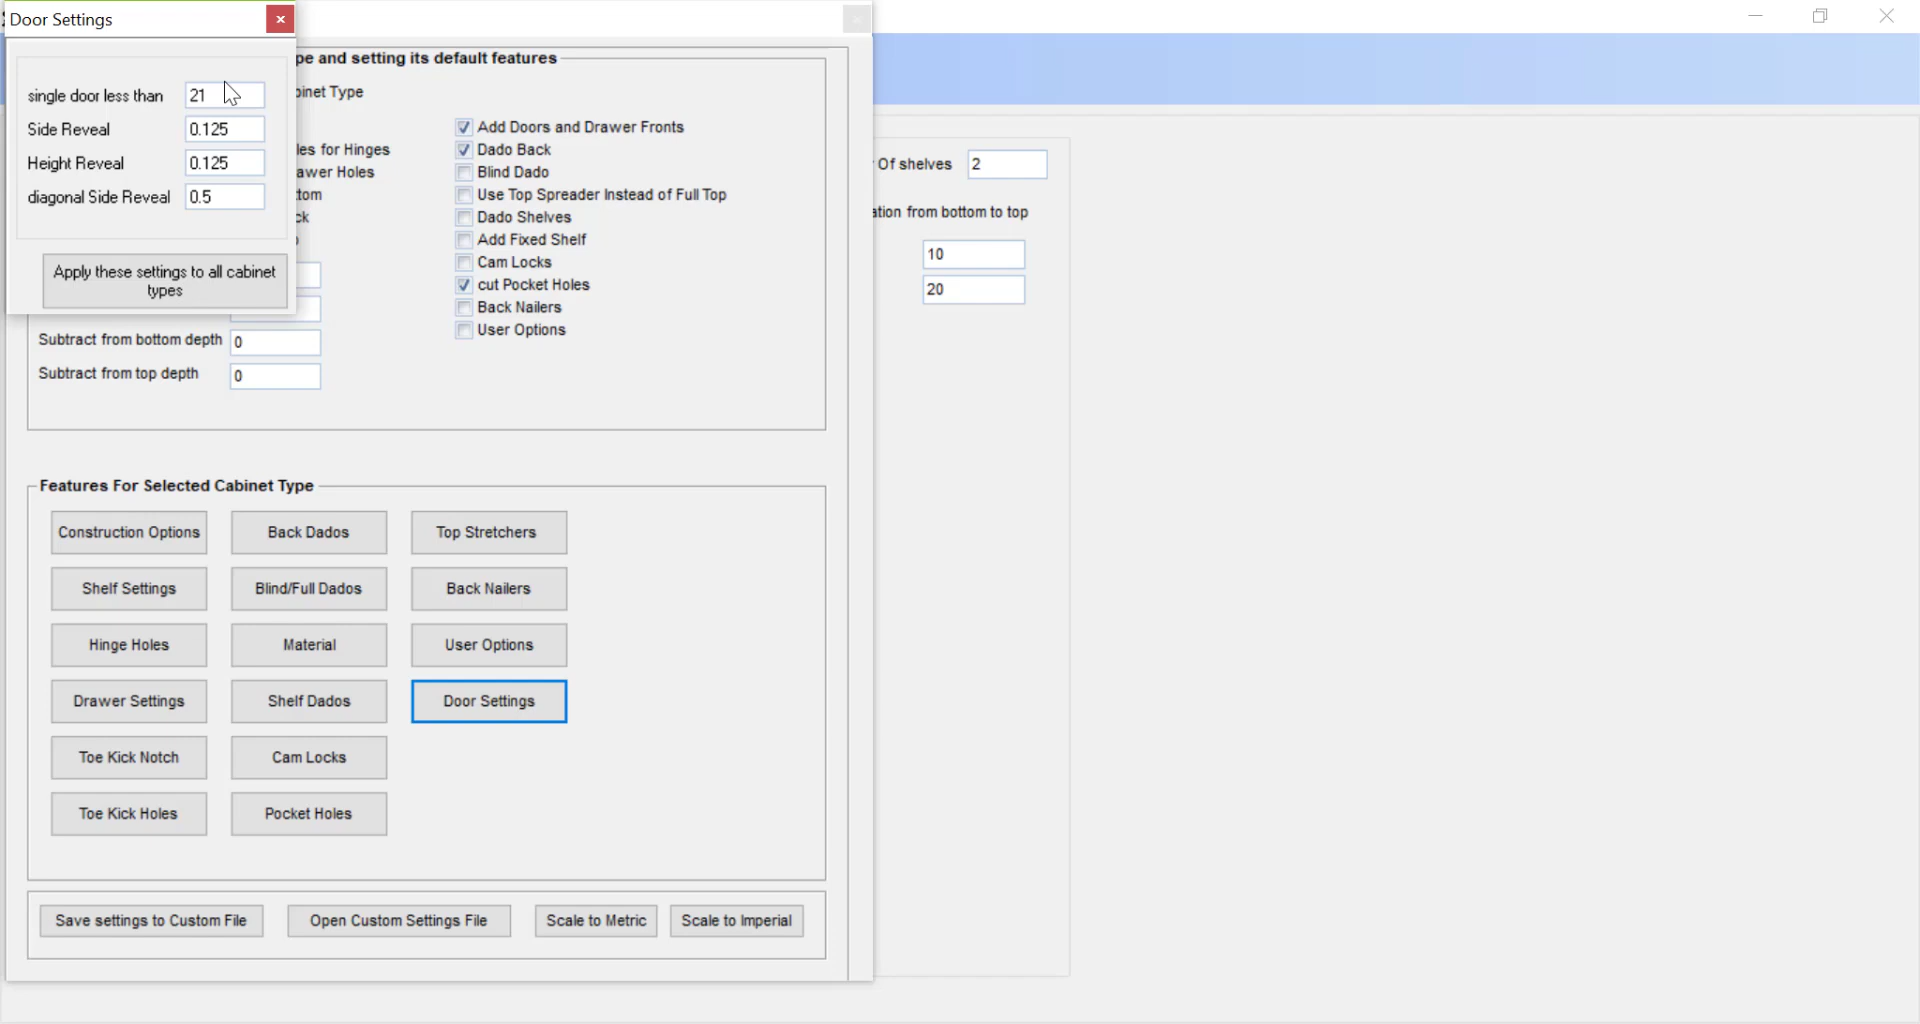 Door Settings
single door less than 21
Side Reveal 0.125
Height Reveal 0.125
diagonal Side Reveal 0.5
Apply these settings to all cabinet
types
and setting its default features
Type
for Hinges
Holes
Subtract from bottom depth 0
Subtract from top depth 0
Add Doors and Drawer Fronts
Dado Back
Blind Dado
Use Top Spreader Instead of Full Top
Dado Shelves
Add Fixed Shelf
Cam Locks
cut Pocket Holes
Back Nailers
User Options
Of shelves 2
from bottom to top
10
20
Features For Selected Cabinet Type
Construction Options Back Dados Top Stretchers
Shelf Settings Blind/Full Dados Back Nailers
Hinge Holes Material User Options
Drawer Settings Shelf Dados Door Settings
Toe Kick Notch Cam Locks
Toe Kick Holes Pocket Holes
Save settings to Custom File Open Custom Settings File Scale to Metric Scale to Imperial